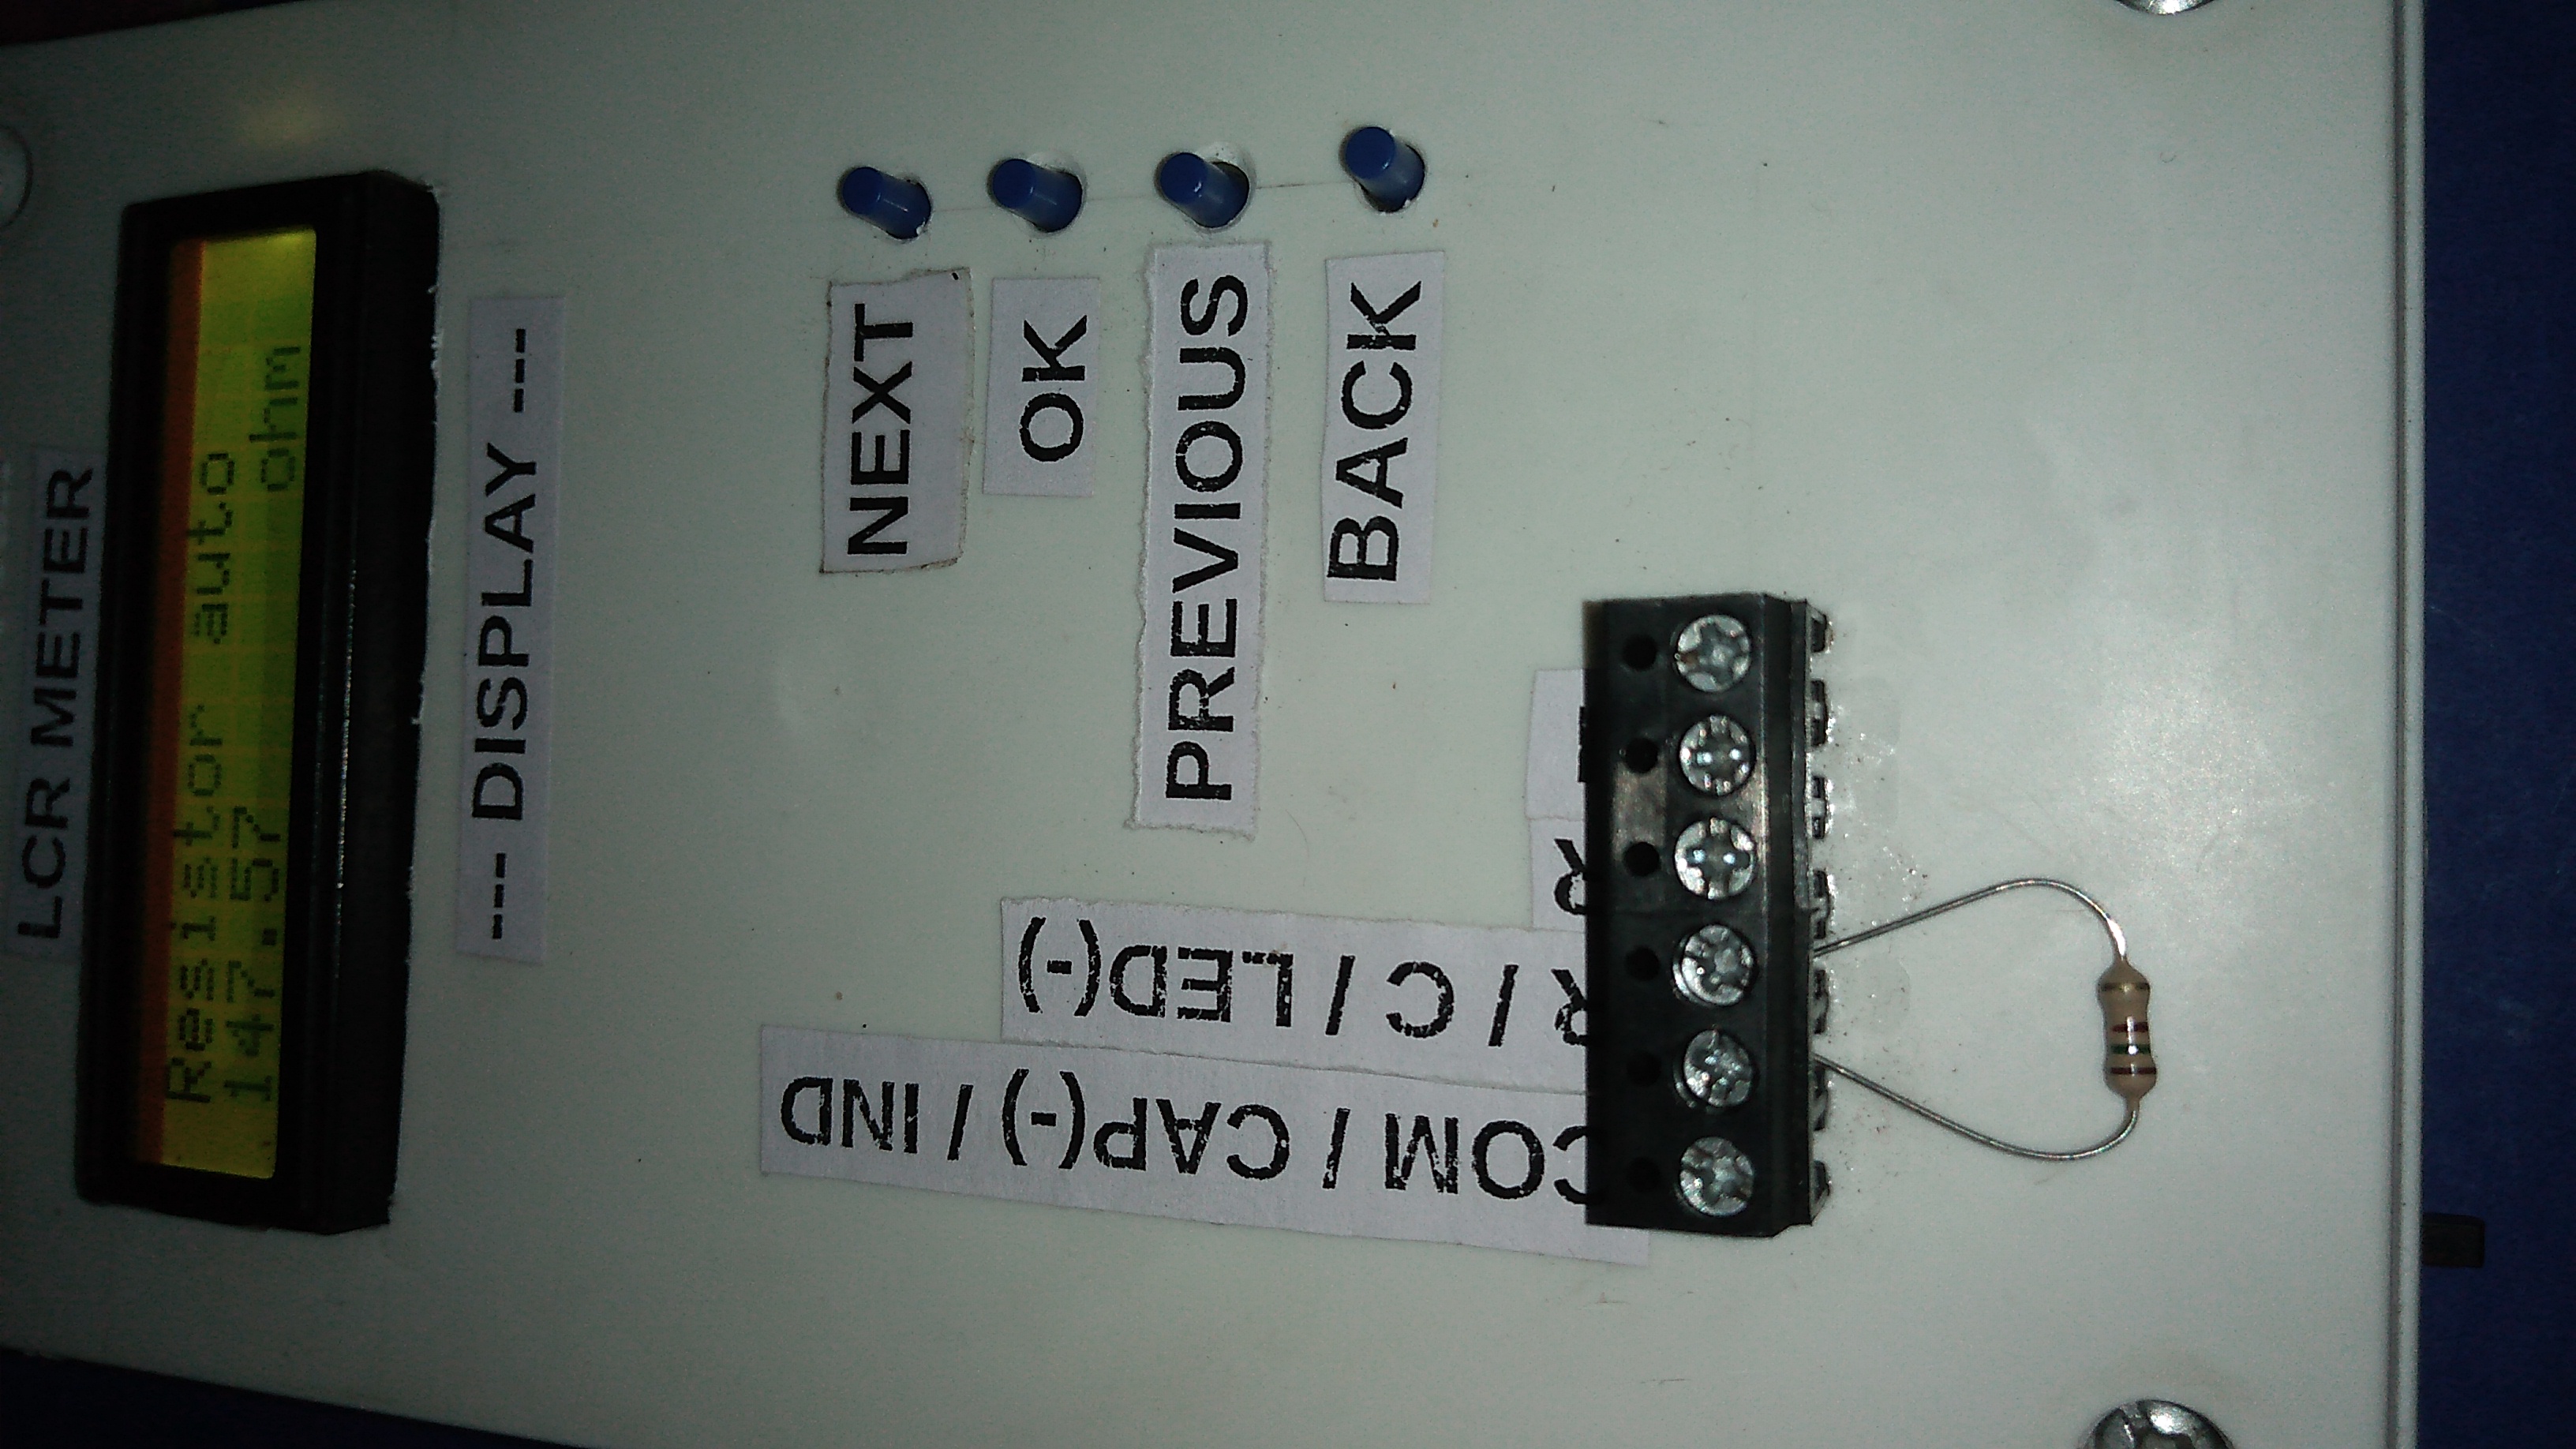 LCR METER
Resistor auto
147.57 ohm
--- DISPLAY ---
NEXT
OK
PREVIOUS
BACK
COM / CAP(-) / IND
R / C / LED(-)
R